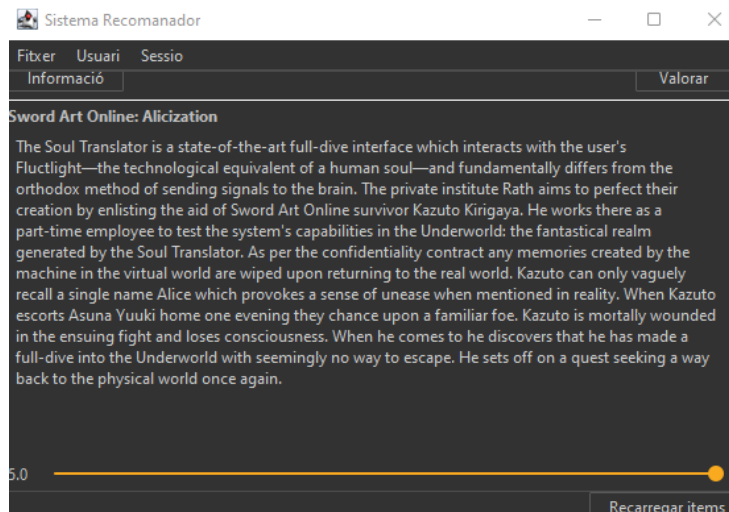 Sistema Recomanador
Fitxer Usuari Sessio
Informació Valorar
Sword Art Online: Alicization
The Soul Translator is a state-of-the-art full-dive interface which interacts with the user's
Fluctlight—the technological equivalent of a human soul—and fundamentally differs from the
orthodox method of sending signals to the brain. The private institute Rath aims to perfect their
creation by enlisting the aid of Sword Art Online survivor Kazuto Kirigaya. He works there as a
part-time employee to test the system's capabilities in the Underworld: the fantastical realm
generated by the Soul Translator. As per the confidentiality contract any memories created by the
machine in the virtual world are wiped upon returning to the real world. Kazuto can only vaguely
recall a single name Alice which provokes a sense of unease when mentioned in reality. When Kazuto
escorts Asuna Yuuki home one evening they chance upon a familiar foe. Kazuto is mortally wounded
in the ensuing fight and loses consciousness. When he comes to he discovers that he has made a
full-dive into the Underworld with seemingly no way to escape. He sets off on a quest seeking a way
back to the physical world once again.
5.0
Recarregar items